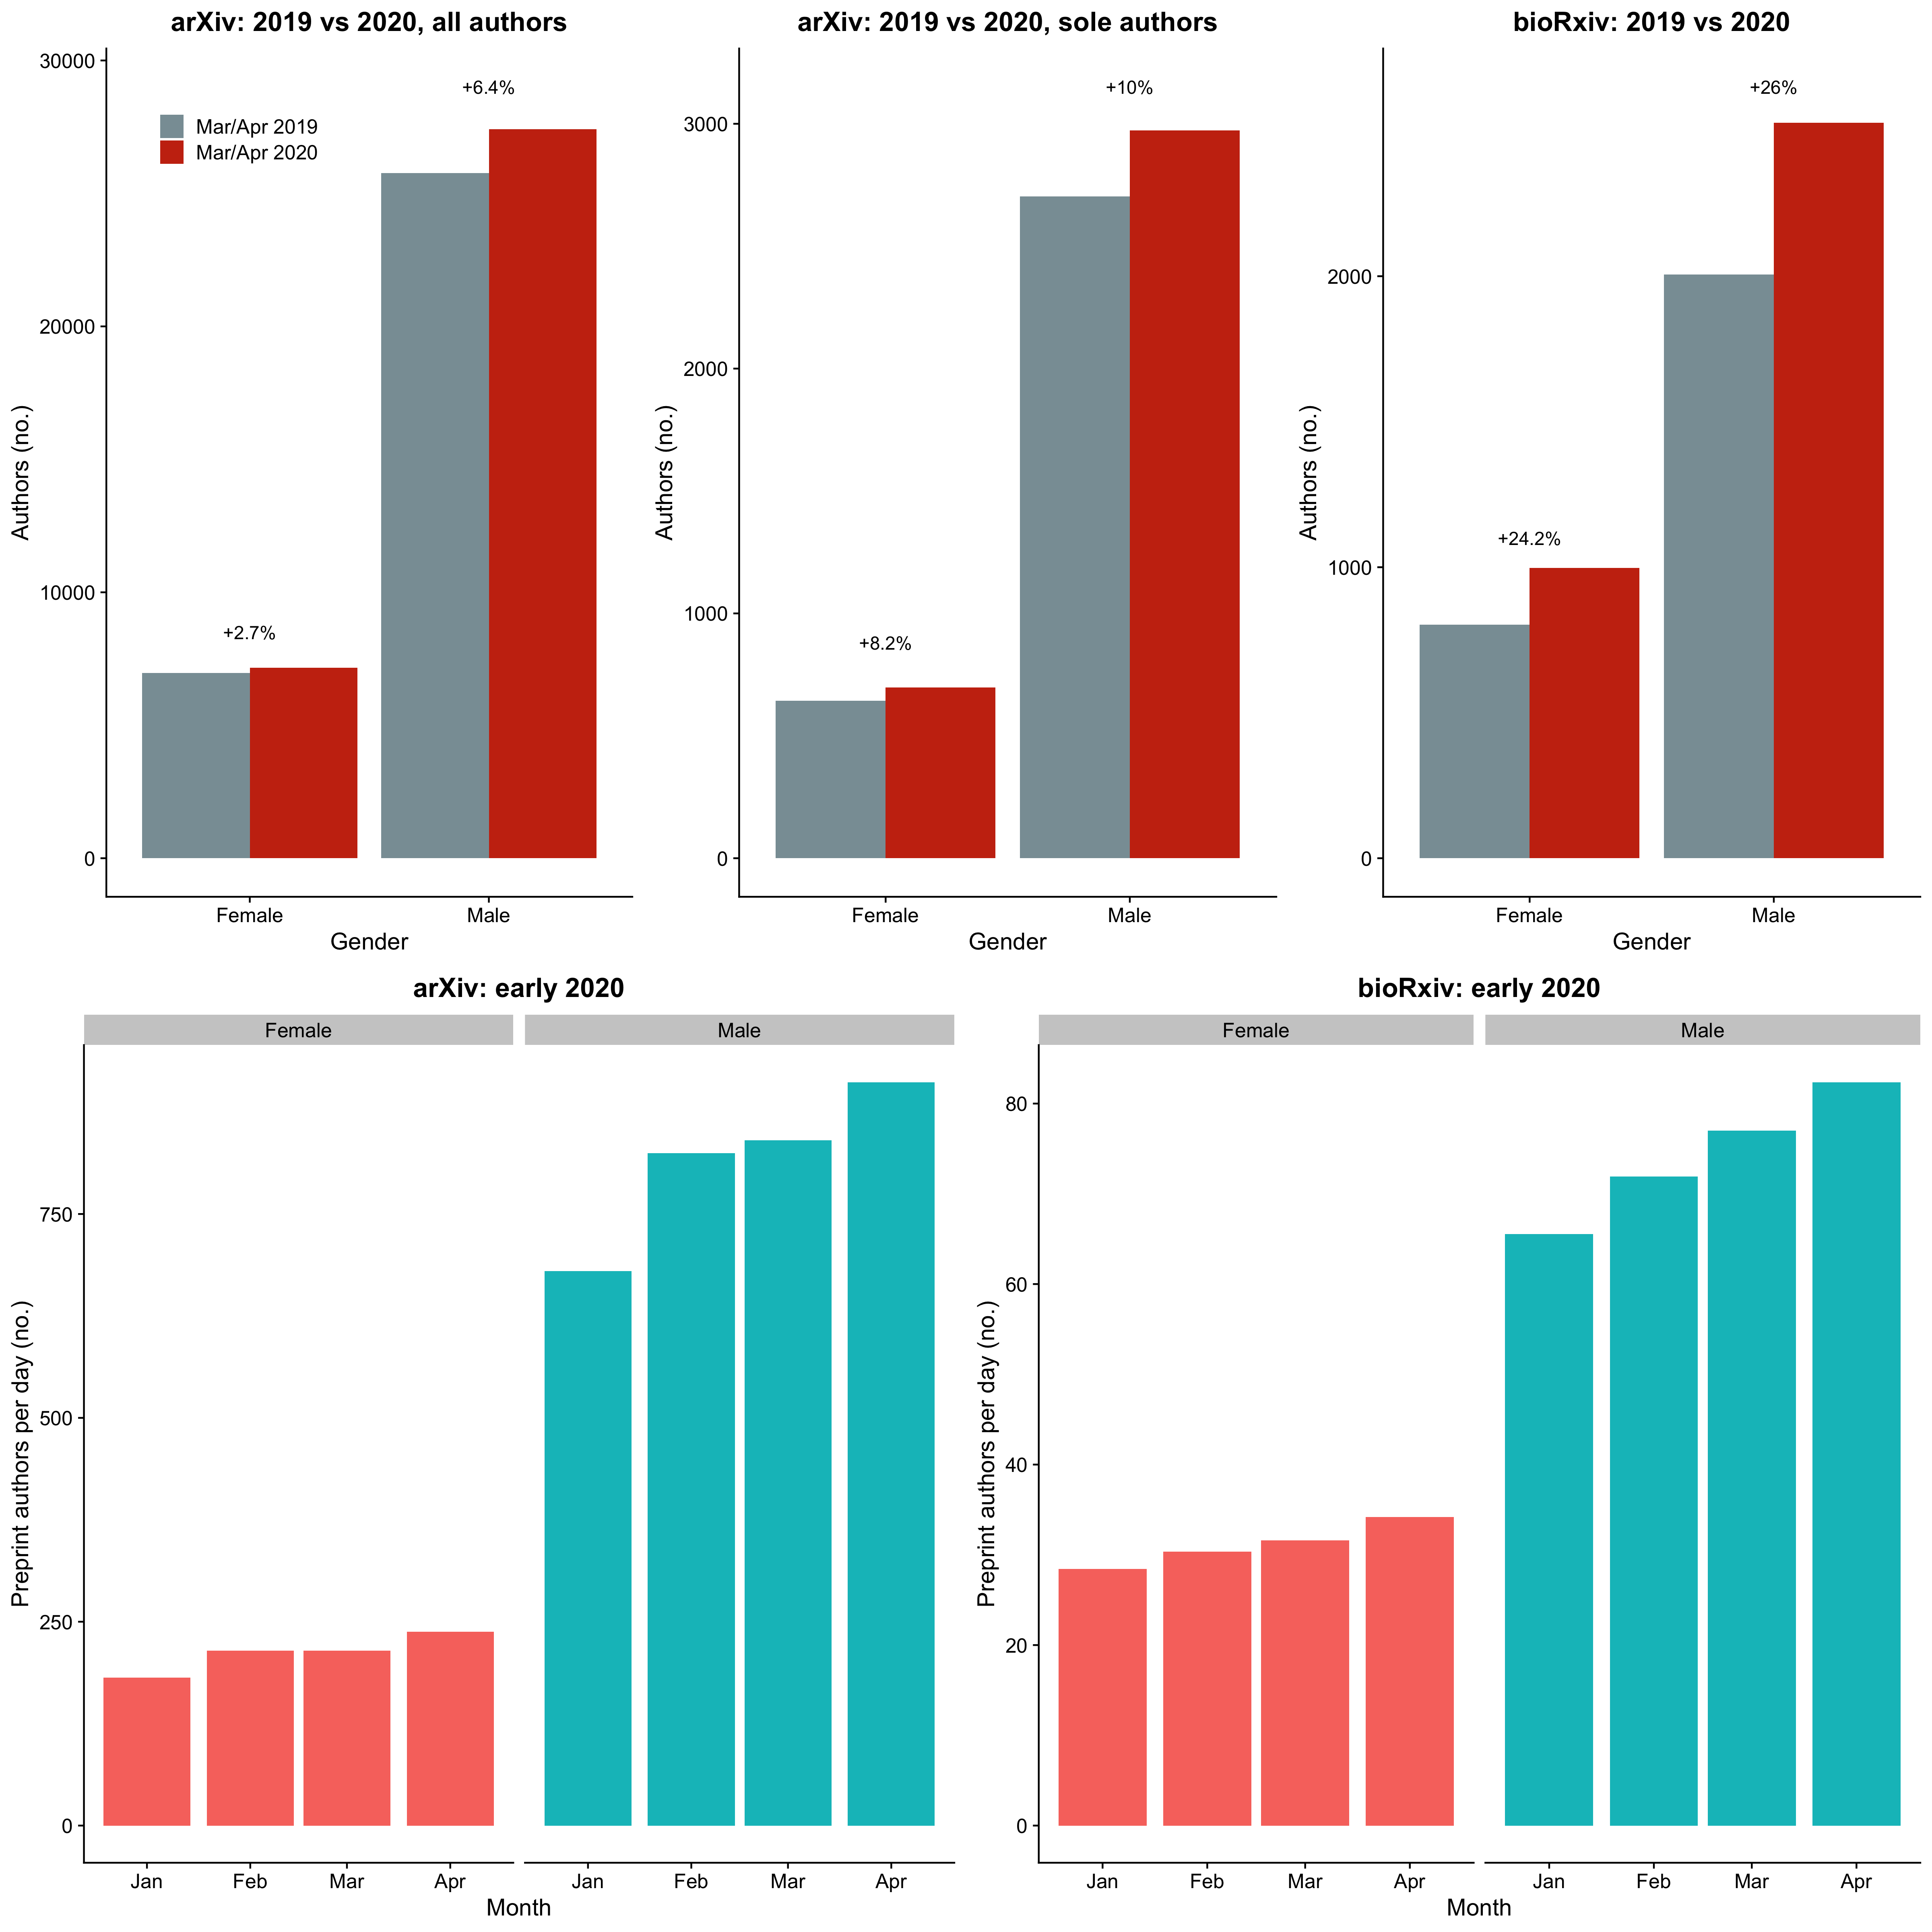 arXiv: 2019 vs 2020, all authors
30000
20000
10000
0
Authors (no.)
Mar/Apr 2019
Mar/Apr 2020
+2.7%
+6.4%
Female
Male
Gender
arXiv: 2019 vs 2020, sole authors
3000
2000
1000
0
Authors (no.)
+8.2%
+10%
Female
Male
Gender
bioRxiv: 2019 vs 2020
2000
1000
0
Authors (no.)
+24.2%
+26%
Female
Male
Gender
arXiv: early 2020
Female
Male
750
500
250
0
Preprint authors per day (no.)
Jan Feb Mar Apr
Jan Feb Mar Apr
Month
bioRxiv: early 2020
Female
Male
80
60
40
20
0
Preprint authors per day (no.)
Jan Feb Mar Apr
Jan Feb Mar Apr
Month